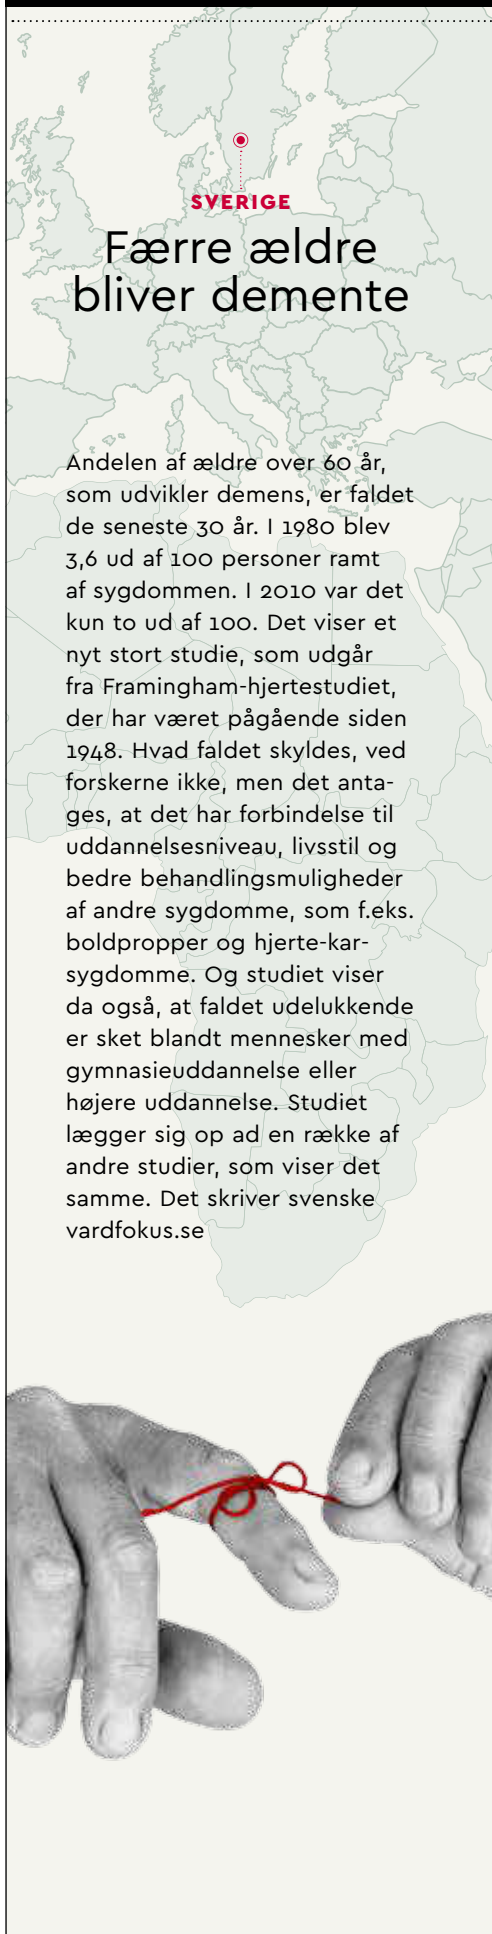 SVERIGE
Færre ældre
bliver demente
Andelen af ældre over 60 år,
som udvikler demens, er faldet
de seneste 30 år. I 1980 blev
3,6 ud af 100 personer ramt
af sygdommen. I 2010 var det
kun to ud af 100. Det viser et
nyt stort studie, som udgår
fra Framingham-hjertestudiet,
der har været pågående siden
1948. Hvad faldet skyldes, ved
forskerne ikke, men det anta-
ges, at det har forbindelse til
uddannelsesniveau, livsstil og
bedre behandlingsmuligheder
af andre sygdomme, som f.eks.
boldpropper og hjerte-kar-
sygdomme. Og studiet viser
da også, at faldet udelukkende
er sket blandt mennesker med
gymnasieuddannelse eller
højere uddannelse. Studiet
lægger sig op ad en række af
andre studier, som viser det
samme. Det skriver svenske
vardfokus.se